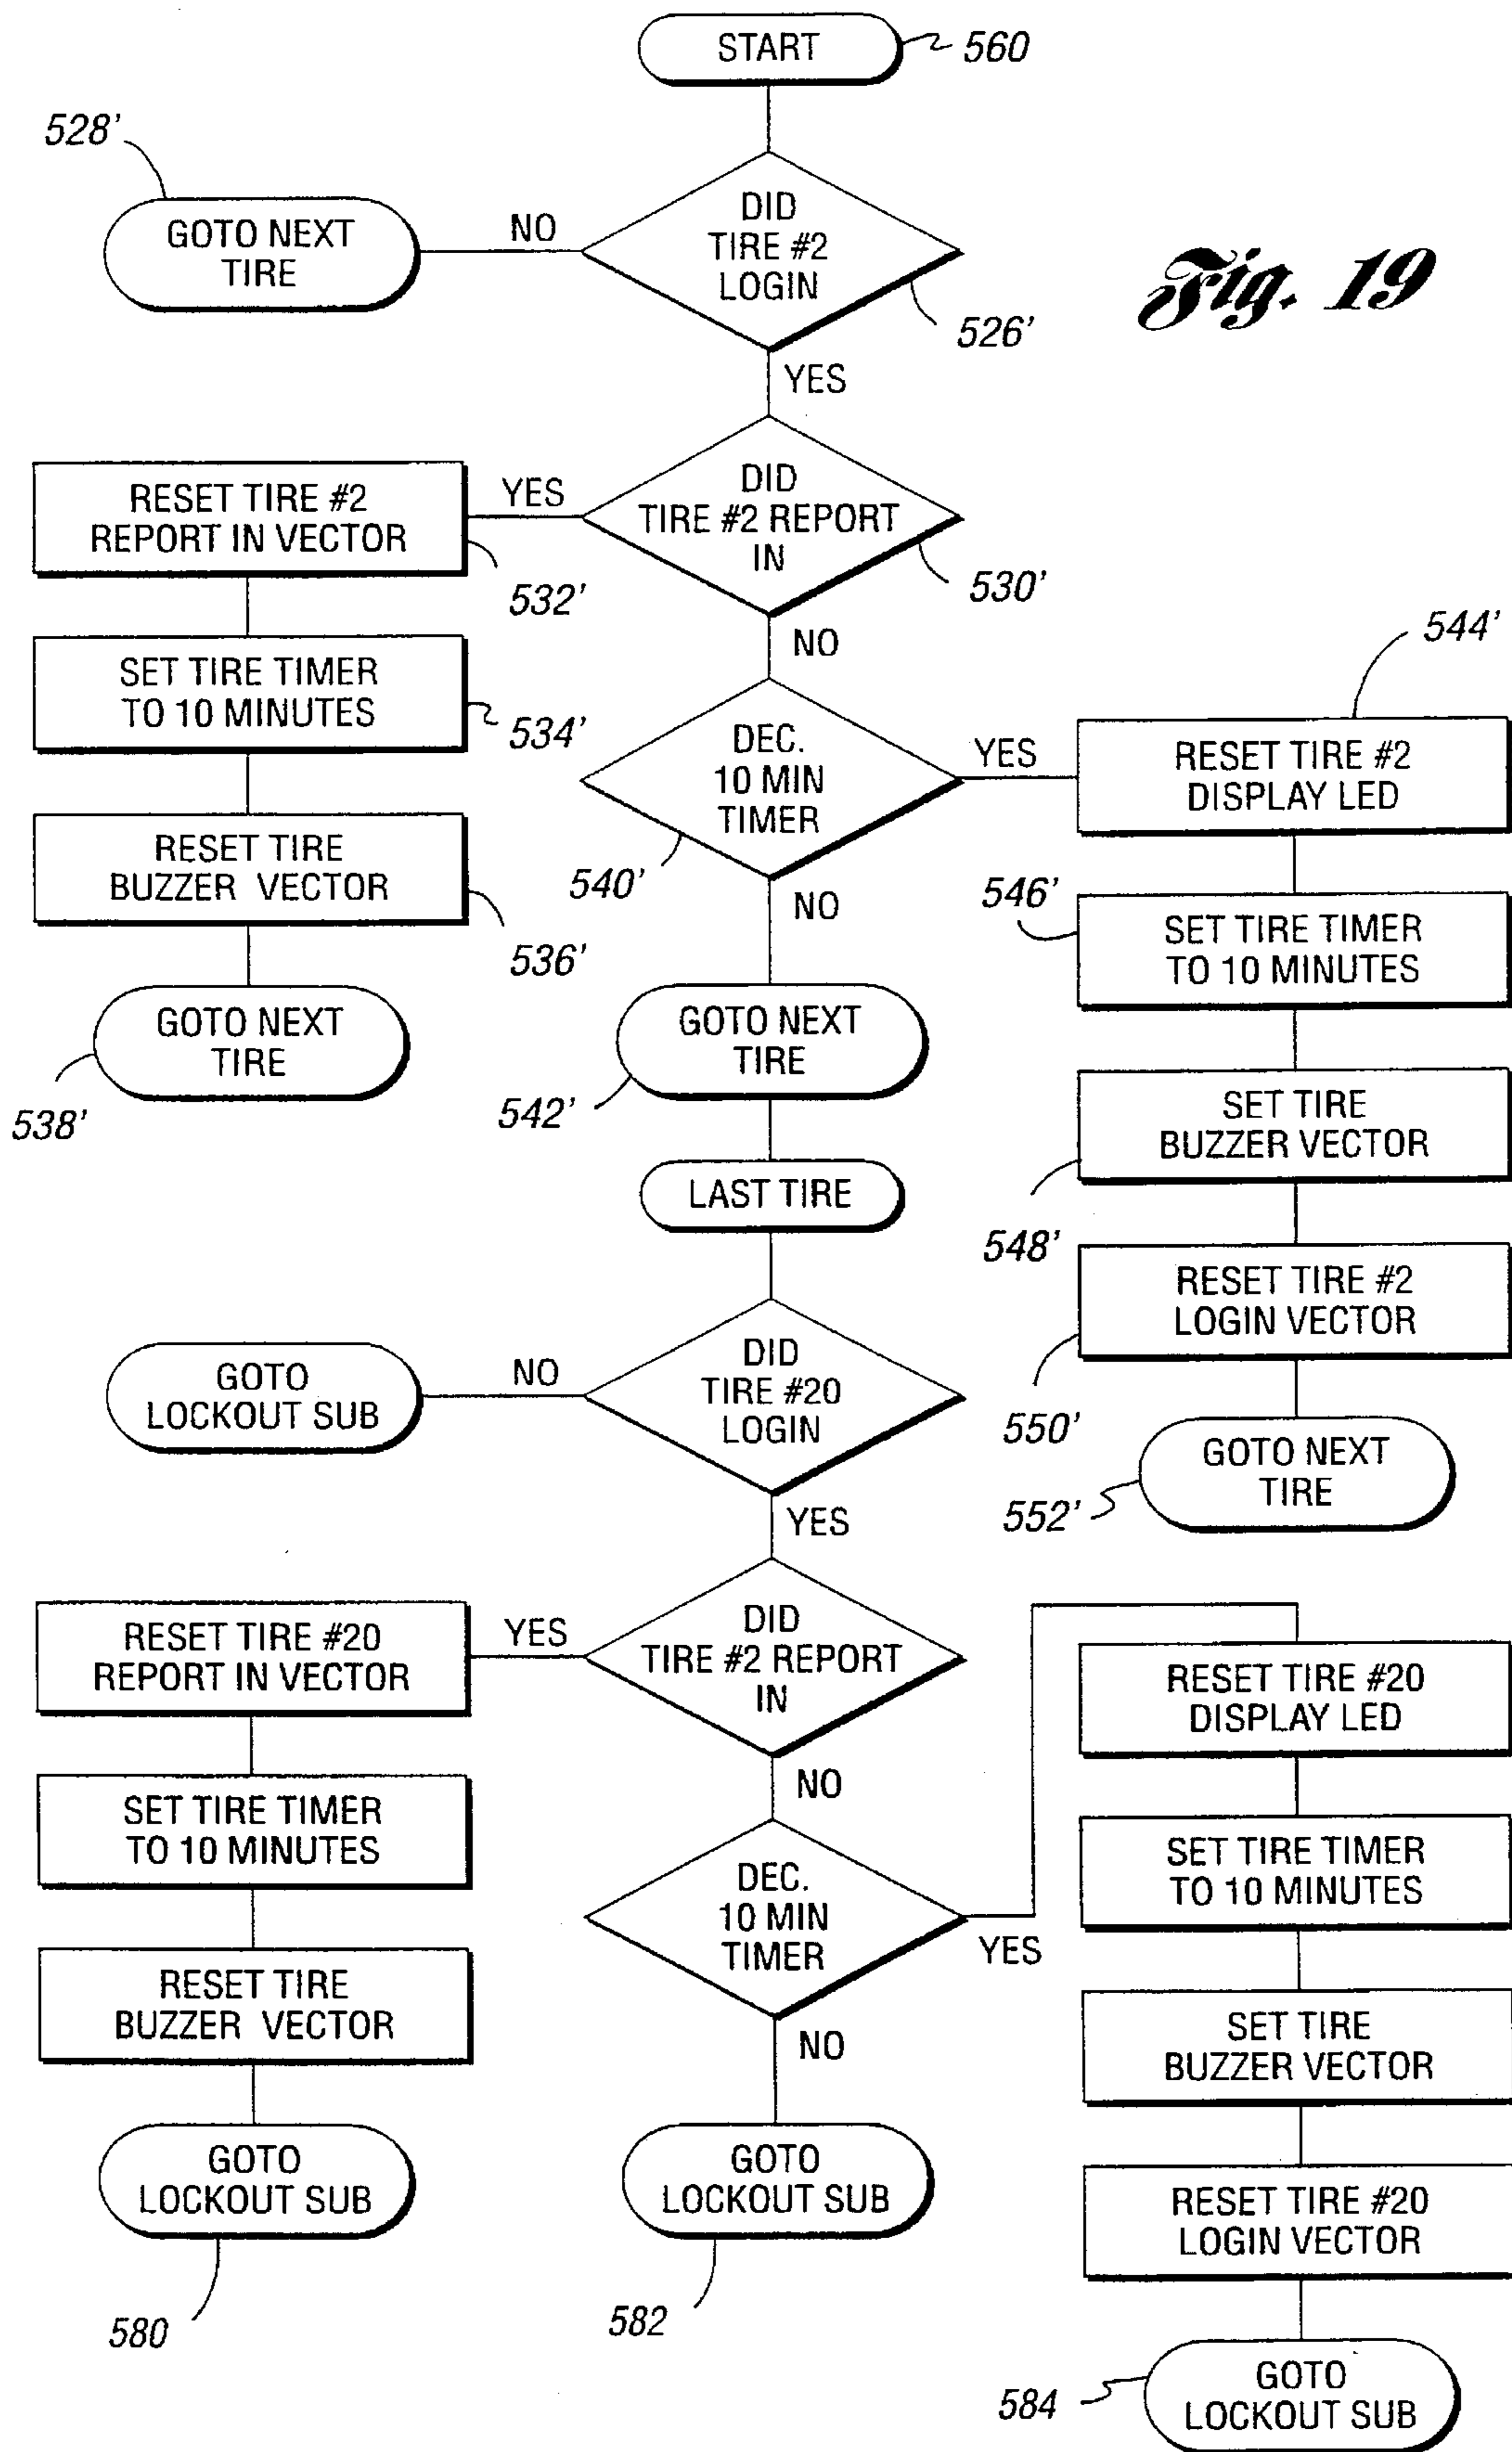 START
560
528'
GOTO NEXT
TIRE
NO
DID
TIRE #2
LOGIN
526'
Fig. 19
YES
RESET TIRE #2
REPORT IN VECTOR
YES
DID
TIRE #2 REPORT
IN
532'
530'
NO
544'
SET TIRE TIMER
TO 10 MINUTES
534'
DEC.
10 MIN
TIMER
YES
RESET TIRE #2
DISPLAY LED
540'
RESET TIRE
BUZZER VECTOR
536'
NO
546'
SET TIRE TIMER
TO 10 MINUTES
GOTO NEXT
TIRE
538'
GOTO NEXT
TIRE
542'
SET TIRE
BUZZER VECTOR
548'
LAST TIRE
RESET TIRE #2
LOGIN VECTOR
550'
GOTO
LOCKOUT SUB
NO
DID
TIRE #20
LOGIN
GOTO NEXT
TIRE
552'
YES
RESET TIRE #20
REPORT IN VECTOR
YES
DID
TIRE #2 REPORT
IN
RESET TIRE #20
DISPLAY LED
NO
SET TIRE TIMER
TO 10 MINUTES
DEC.
10 MIN
TIMER
YES
SET TIRE TIMER
TO 10 MINUTES
RESET TIRE
BUZZER VECTOR
NO
SET TIRE
BUZZER VECTOR
GOTO
LOCKOUT SUB
580
GOTO
LOCKOUT SUB
582
RESET TIRE #20
LOGIN VECTOR
584
GOTO
LOCKOUT SUB